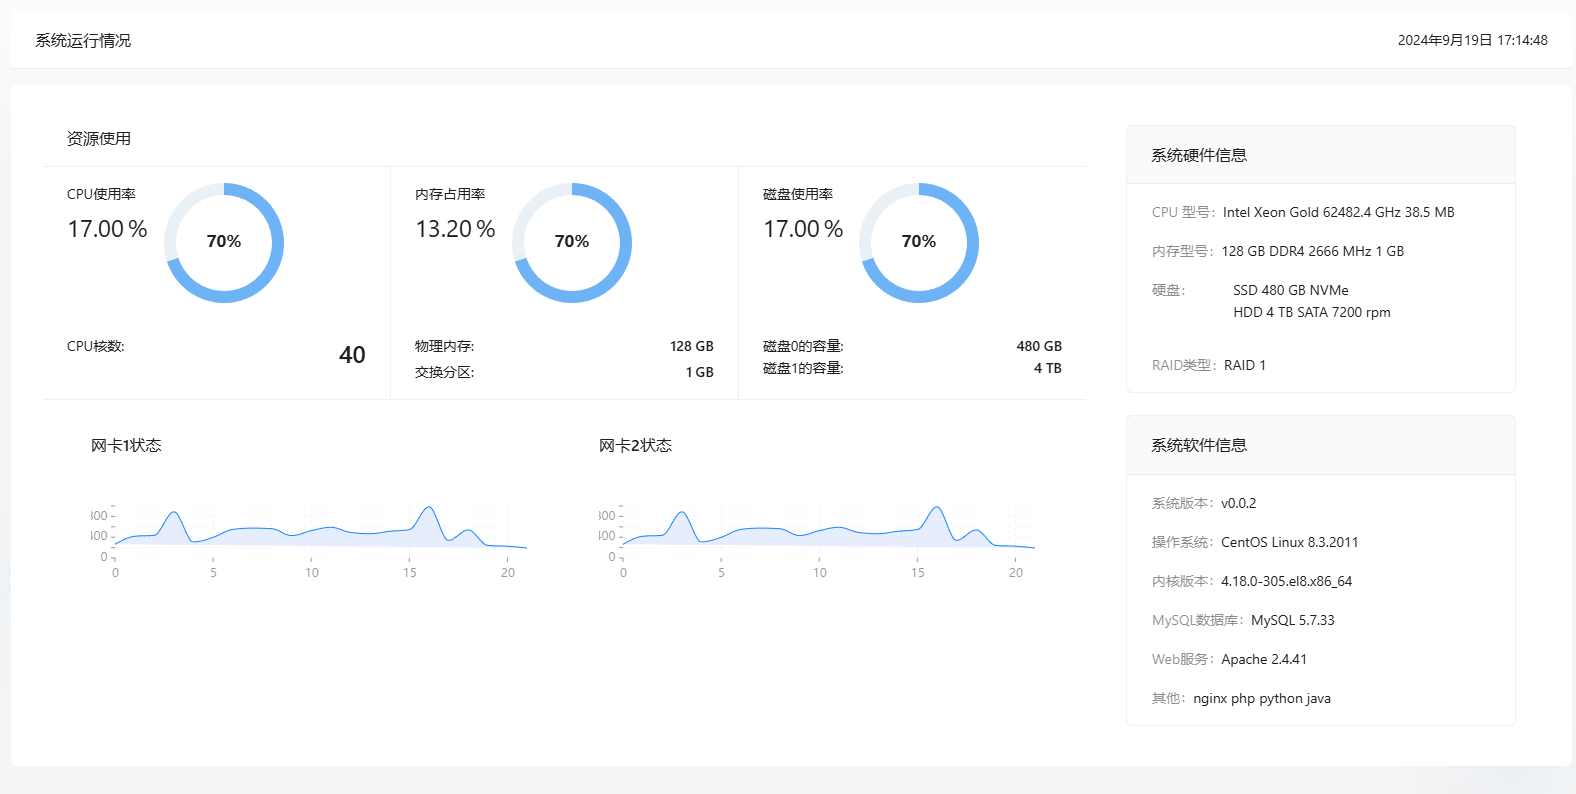 系统运行情况
2024年9月19日 17:14:48
资源使用
CPU使用率
17.00 %
70%
CPU核数:
40
内存占用率
13.20 %
70%
物理内存:
128 GB
交换分区:
1 GB
磁盘使用率
17.00 %
70%
磁盘0的容量:
480 GB
磁盘1的容量:
4 TB
网卡1状态
800
400
0
0 5 10 15 20
网卡2状态
800
400
0
0 5 10 15 20
系统硬件信息
CPU 型号： Intel Xeon Gold 62482.4 GHz 38.5 MB
内存型号： 128 GB DDR4 2666 MHz 1 GB
硬盘： SSD 480 GB NVMe
HDD 4 TB SATA 7200 rpm
RAID类型： RAID 1
系统软件信息
系统版本： v0.0.2
操作系统： CentOS Linux 8.3.2011
内核版本： 4.18.0-305.el8.x86_64
MySQL数据库： MySQL 5.7.33
Web服务： Apache 2.4.41
其他： nginx php python java